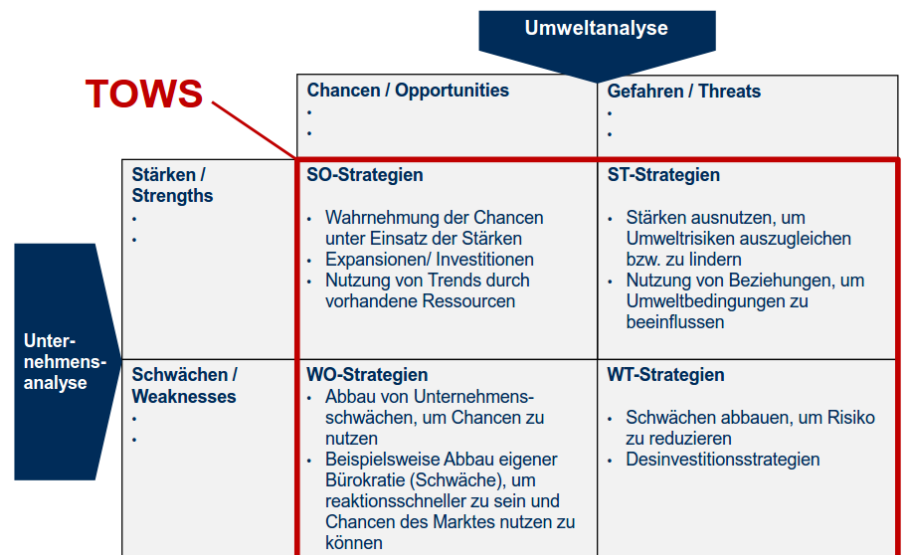 Umweltanalyse
TOWS
Chancen / Opportunities
•
•
Gefahren / Threats
•
•
Stärken /
Strengths
•
•
SO-Strategien
• Wahrnehmung der Chancen
unter Einsatz der Stärken
• Expansionen/ Investitionen
• Nutzung von Trends durch
vorhandene Ressourcen
ST-Strategien
• Stärken ausnutzen, um
Umweltrisiken auszugleichen
bzw. zu lindern
• Nutzung von Beziehungen, um
Umweltbedingungen zu
beeinflussen
Unter-
nehmens-
analyse
Schwächen /
Weaknesses
•
•
WO-Strategien
• Abbau von Unternehmens-
schwächen, um Chancen zu
nutzen
• Beispielsweise Abbau eigener
Bürokratie (Schwäche), um
reaktionsschneller zu sein und
Chancen des Marktes nutzen zu
können
WT-Strategien
• Schwächen abbauen, um Risiko
zu reduzieren
• Desinvestitionsstrategien